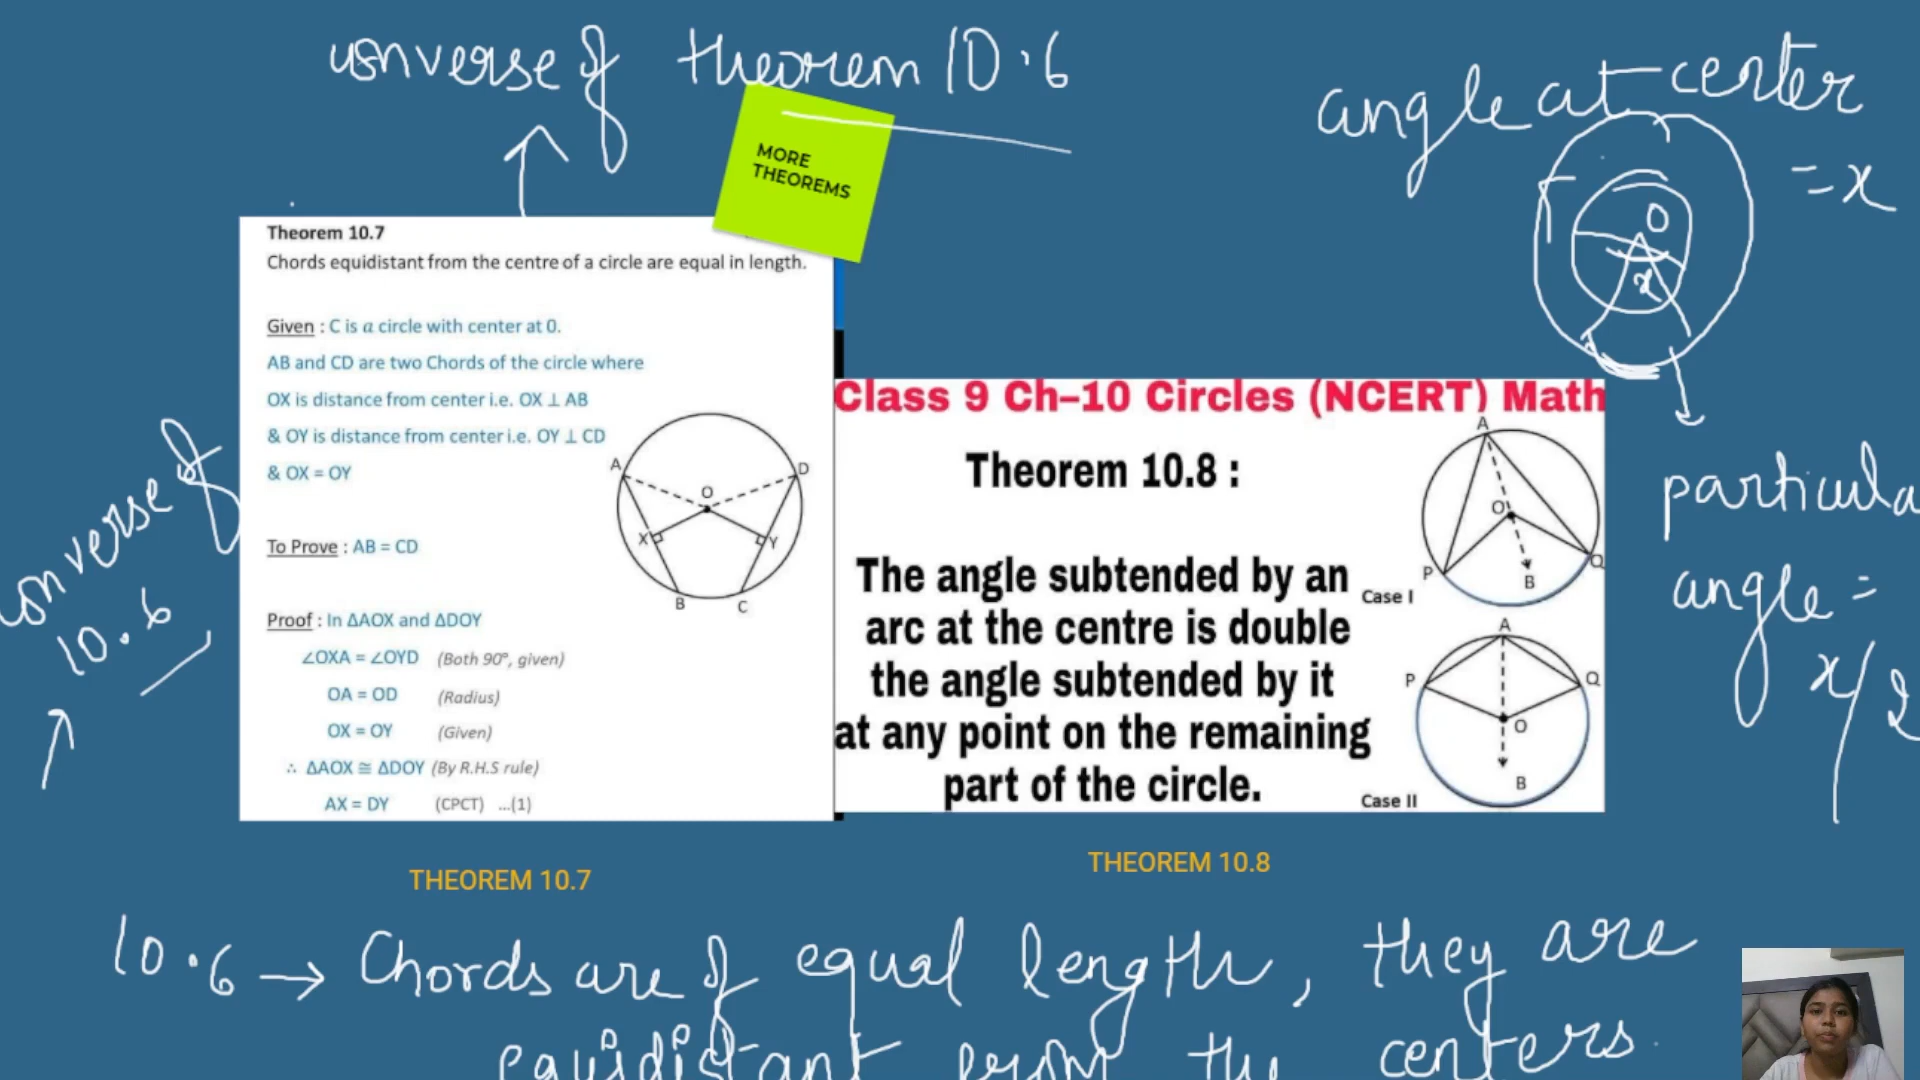 converse of theorem 10.6
MORE
THEOREMS
angle at center
= x
O
x
particula
angle =
x/2
converse of
10.6
Theorem 10.7
Chords equidistant from the centre of a circle are equal in length.
Given : C is a circle with center at 0.
AB and CD are two Chords of the circle where
OX is distance from center i.e. OX ⊥ AB
& OY is distance from center i.e. OY ⊥ CD
& OX = OY
To Prove : AB = CD
Proof : In ΔAOX and ΔDOY
∠OXA = ∠OYD (Both 90°, given)
OA = OD (Radius)
OX = OY (Given)
∴ ΔAOX ≅ ΔDOY (By R.H.S rule)
AX = DY (CPCT) ...(1)
A
D
O
X
Y
B
C
Class 9 Ch–10 Circles (NCERT) Math
Theorem 10.8 :
The angle subtended by an
arc at the centre is double
the angle subtended by it
at any point on the remaining
part of the circle.
A
O
P
Q
B
Case I
A
P
Q
O
B
Case II
THEOREM 10.7
THEOREM 10.8
10.6 → Chords are of equal length, they are
equidistant from the centers.